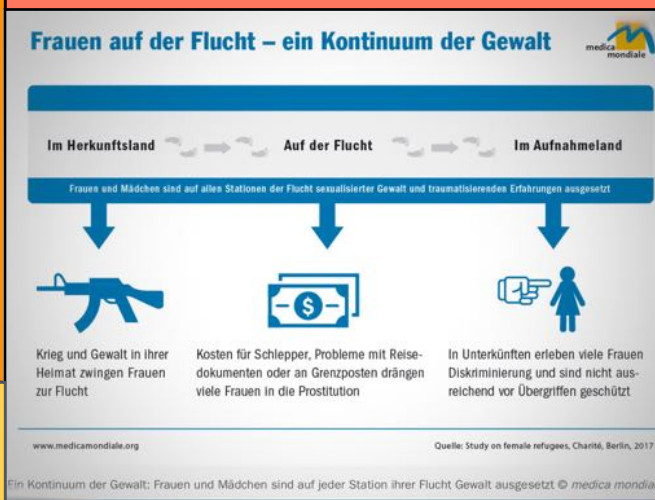 Frauen auf der Flucht – ein Kontinuum der Gewalt
medica
mondiale
Im Herkunftsland
Auf der Flucht
Im Aufnahmeland
Frauen und Mädchen sind auf allen Stationen der Flucht sexualisierter Gewalt und traumatisierenden Erfahrungen ausgesetzt
$
Krieg und Gewalt in ihrer
Heimat zwingen Frauen
zur Flucht
Kosten für Schlepper, Probleme mit Reise-
dokumenten oder an Grenzposten drängen
viele Frauen in die Prostitution
In Unterkünften erleben viele Frauen
Diskriminierung und sind nicht aus-
reichend vor Übergriffen geschützt
www.medicamondiale.org
Quelle: Study on female refugees, Charité, Berlin, 2017
Ein Kontinuum der Gewalt: Frauen und Mädchen sind auf jeder Station ihrer Flucht Gewalt ausgesetzt © medica mondia